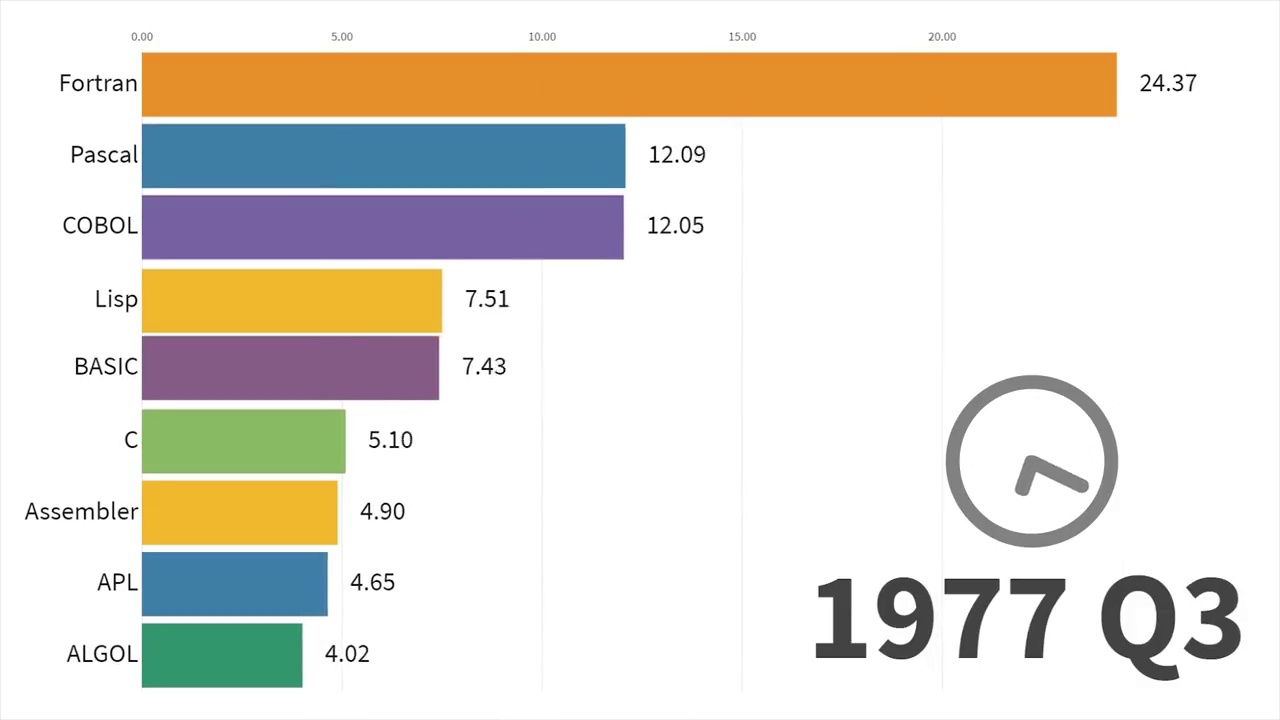 0.00 5.00 10.00 15.00 20.00
Fortran 24.37
Pascal 12.09
COBOL 12.05
Lisp 7.51
BASIC 7.43
C 5.10
Assembler 4.90
APL 4.65
ALGOL 4.02
1977 Q3